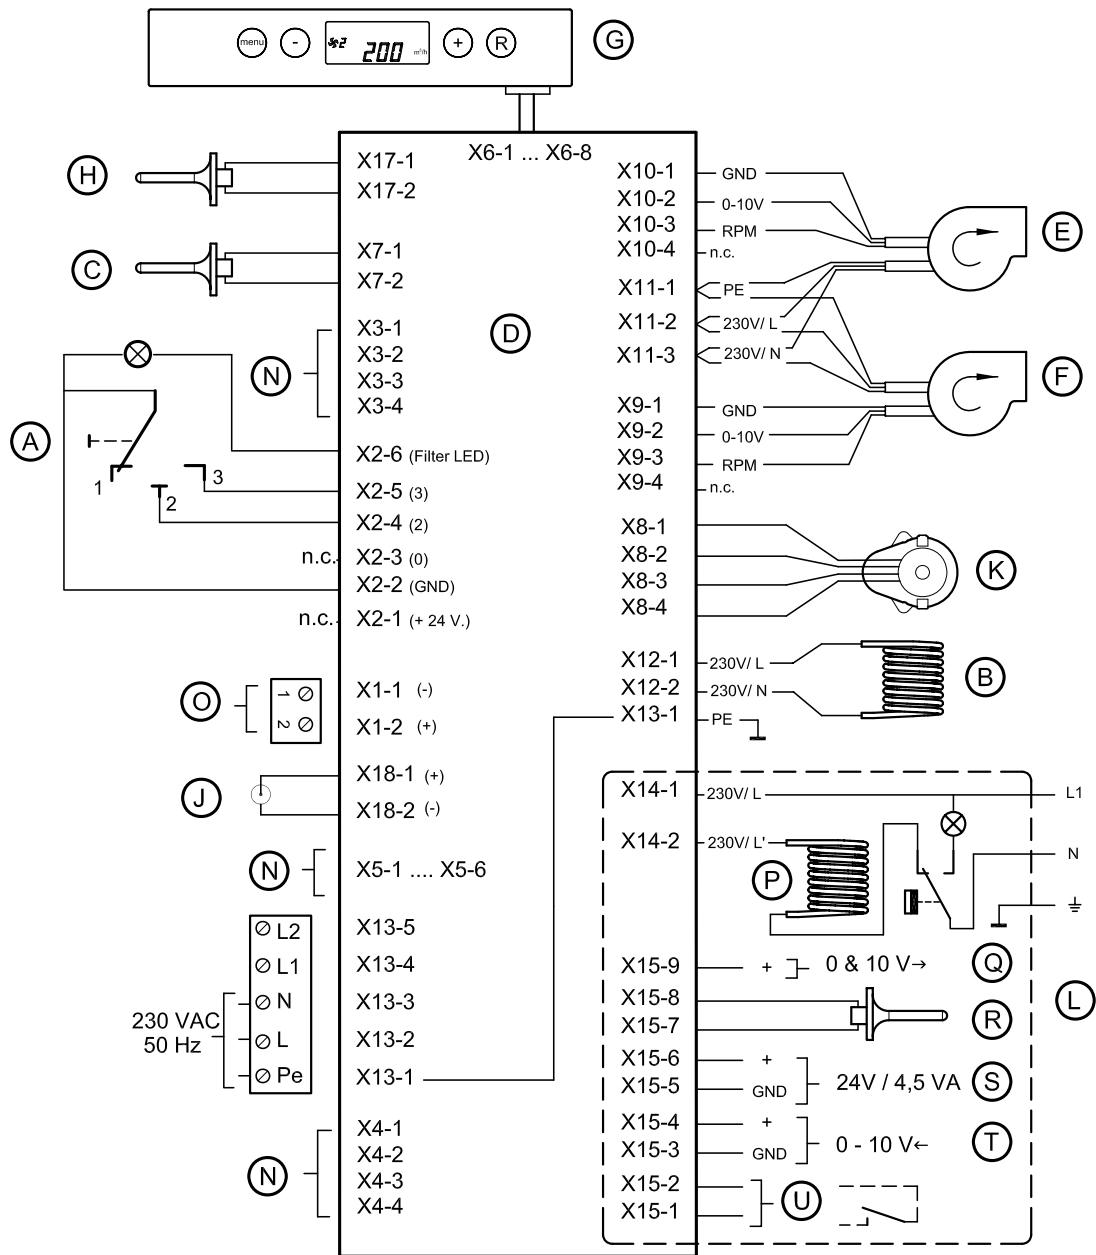 menu - 2 200 m³/h + R G
X6-1 ... X6-8
H X17-1
X17-2
C X7-1
X7-2
N X3-1
X3-2
X3-3
X3-4
A
1
2
3
X2-6 (Filter LED)
X2-5 (3)
X2-4 (2)
n.c. X2-3 (0)
X2-2 (GND)
n.c. X2-1 (+ 24 V.)
O 1 X1-1 (-)
2 X1-2 (+)
J X18-1 (+)
X18-2 (-)
N X5-1 .... X5-6
L2 X13-5
L1 X13-4
N X13-3
230 VAC
50 Hz
L X13-2
Pe X13-1
N X4-1
X4-2
X4-3
X4-4
D
X10-1 GND
X10-2 0-10V
X10-3 RPM
X10-4 n.c.
E
X11-1 PE
X11-2 230V/ L
X11-3 230V/ N
F
X9-1 GND
X9-2 0-10V
X9-3 RPM
X9-4 n.c.
X8-1
X8-2
X8-3
X8-4
K
X12-1 230V/ L
X12-2 230V/ N
B
X13-1 PE
X14-1 230V/ L L1
X14-2 230V/ L' N
P
X15-9 + 0 & 10 V→ Q
X15-8
X15-7
R
L
X15-6 +
X15-5 GND
24V / 4,5 VA S
X15-4 +
X15-3 GND
0 - 10 V← T
X15-2
X15-1
U